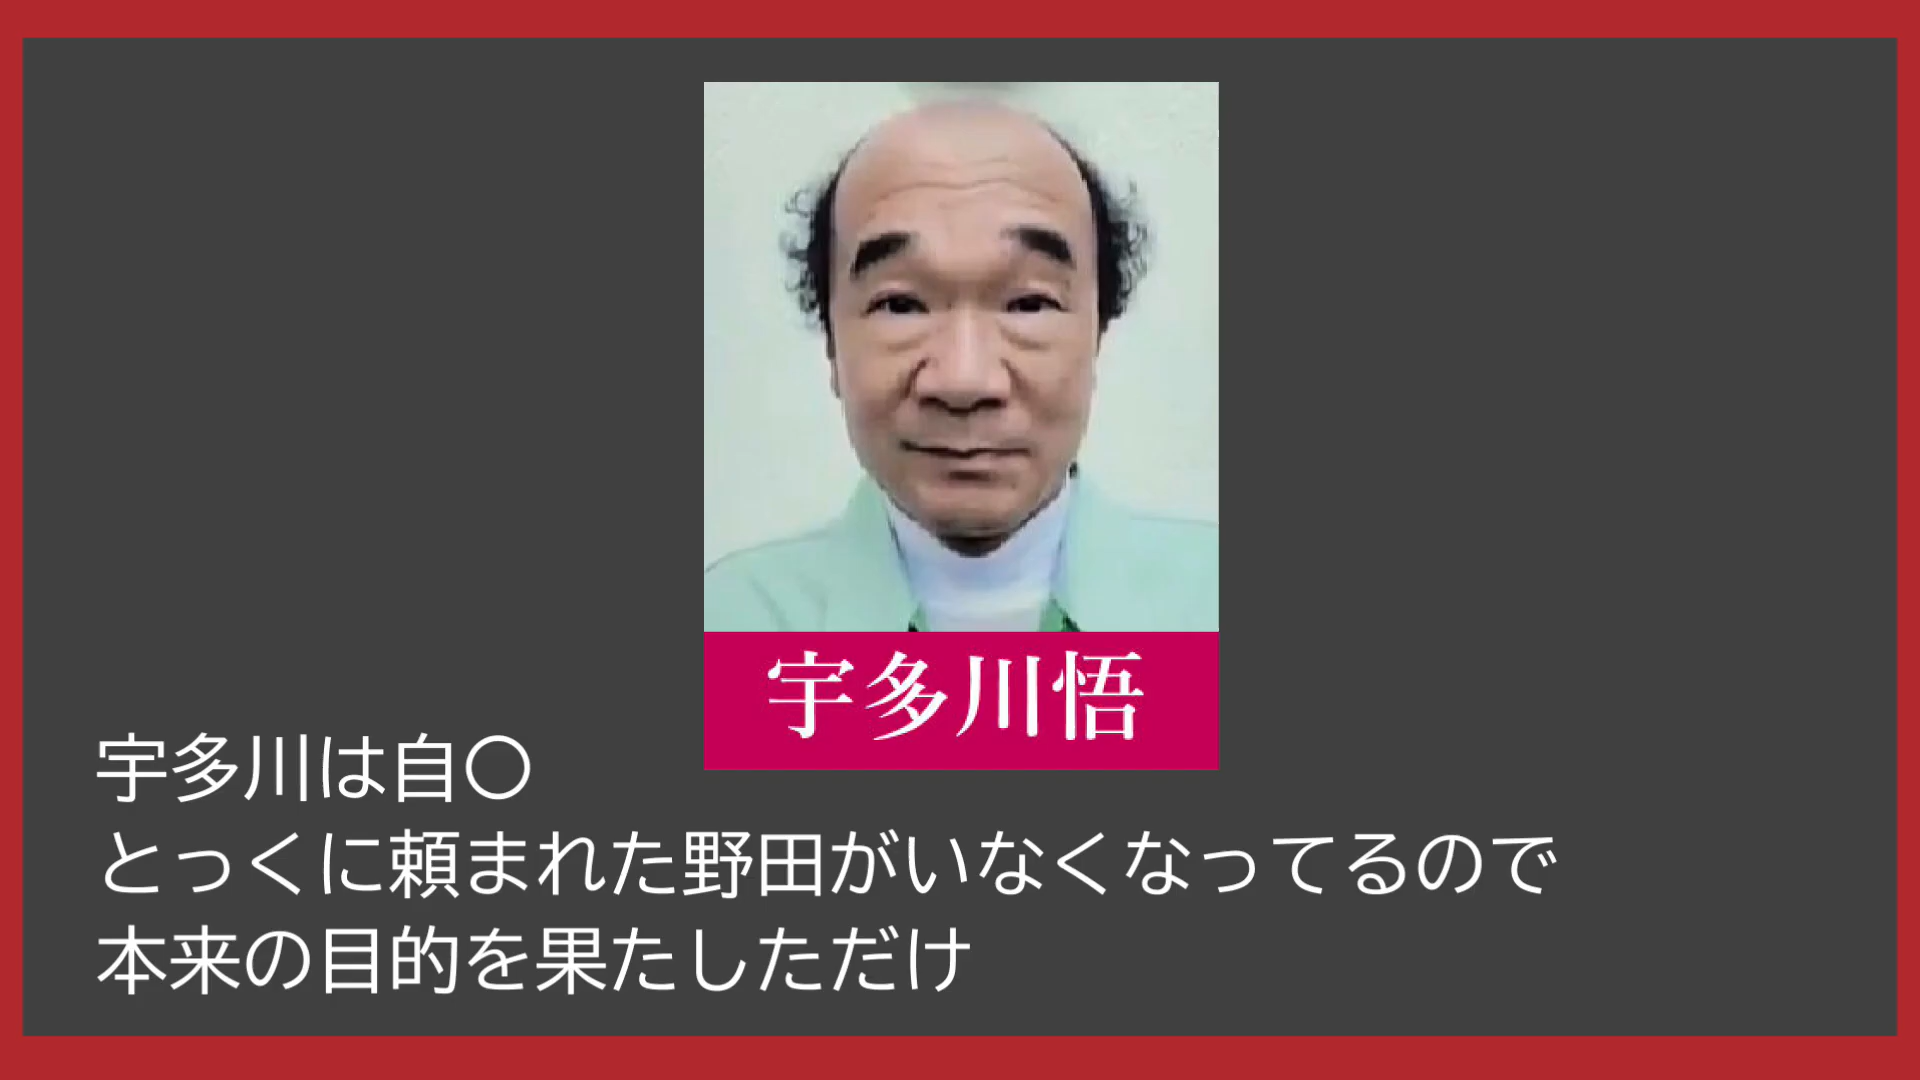 宇多川悟
宇多川は自〇
とっくに頼まれた野田がいなくなってるので
本来の目的を果たしただけ